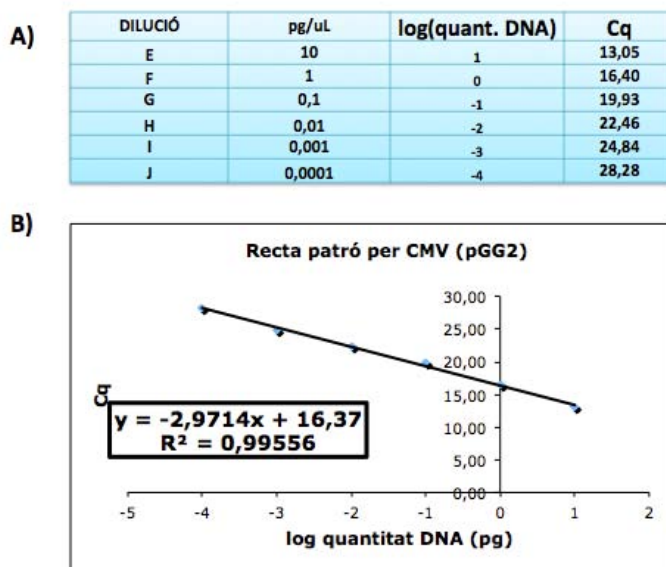 A)
DILUCIÓ pg/uL log(quant. DNA) Cq
E 10 1 13,05
F 1 0 16,40
G 0,1 -1 19,93
H 0,01 -2 22,46
I 0,001 -3 24,84
J 0,0001 -4 28,28
B)
Recta patró per CMV (pGG2)
30,00
25,00
20,00
15,00
10,00
5,00
0,00
Cq
y = -2,9714x + 16,37
R² = 0,99556
-5 -4 -3 -2 -1 0 1 2
log quantitat DNA (pg)